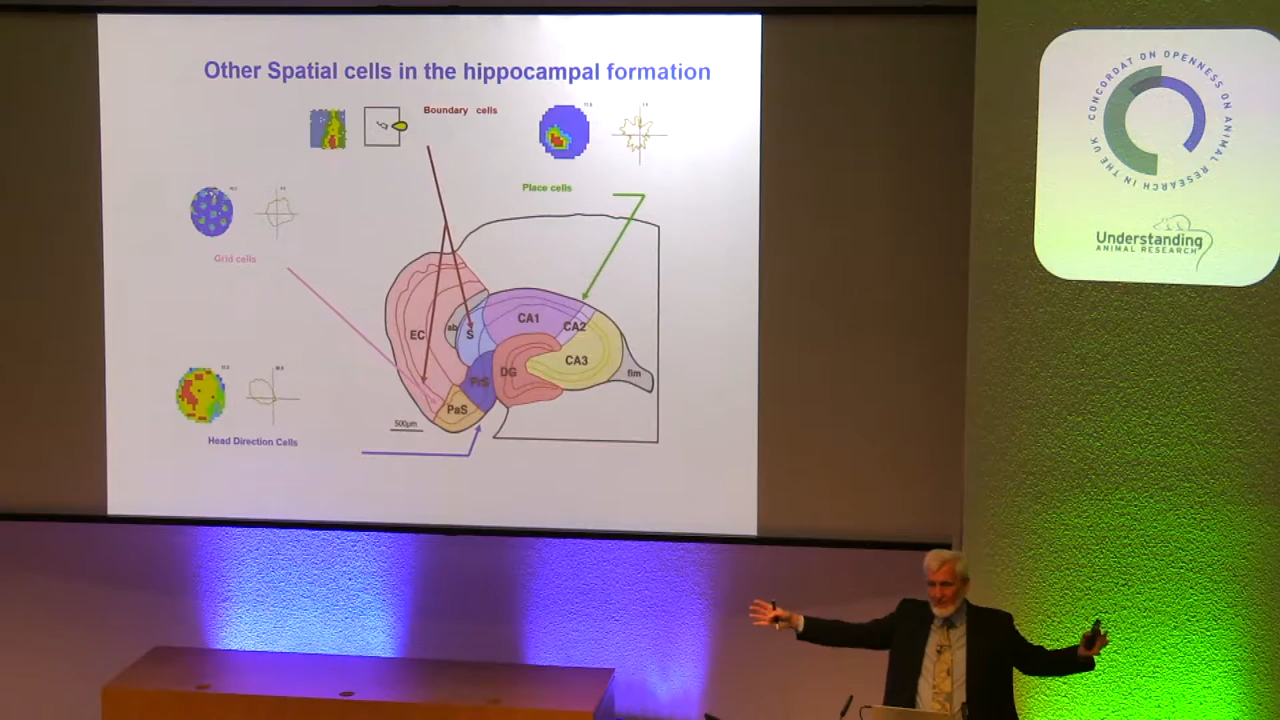 Other Spatial cells in the hippocampal formation
Boundary cells
Place cells
Grid cells
Head Direction Cells
EC
ab
S
CA1
CA2
CA3
DG
PrS
PaS
fim
500μm
CONCORDAT ON OPENNESS ON ANIMAL RESEARCH IN THE UK
Understanding
ANIMAL RESEARCH